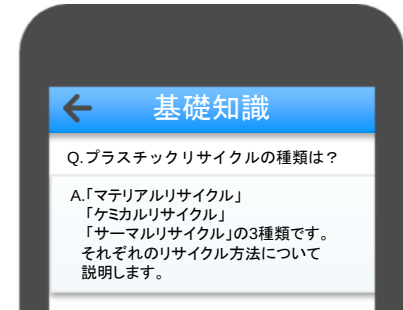 基礎知識
Q.プラスチックリサイクルの種類は？
A.「マテリアルリサイクル」
「ケミカルリサイクル」
「サーマルリサイクル」の3種類です。
それぞれのリサイクル方法について
説明します。